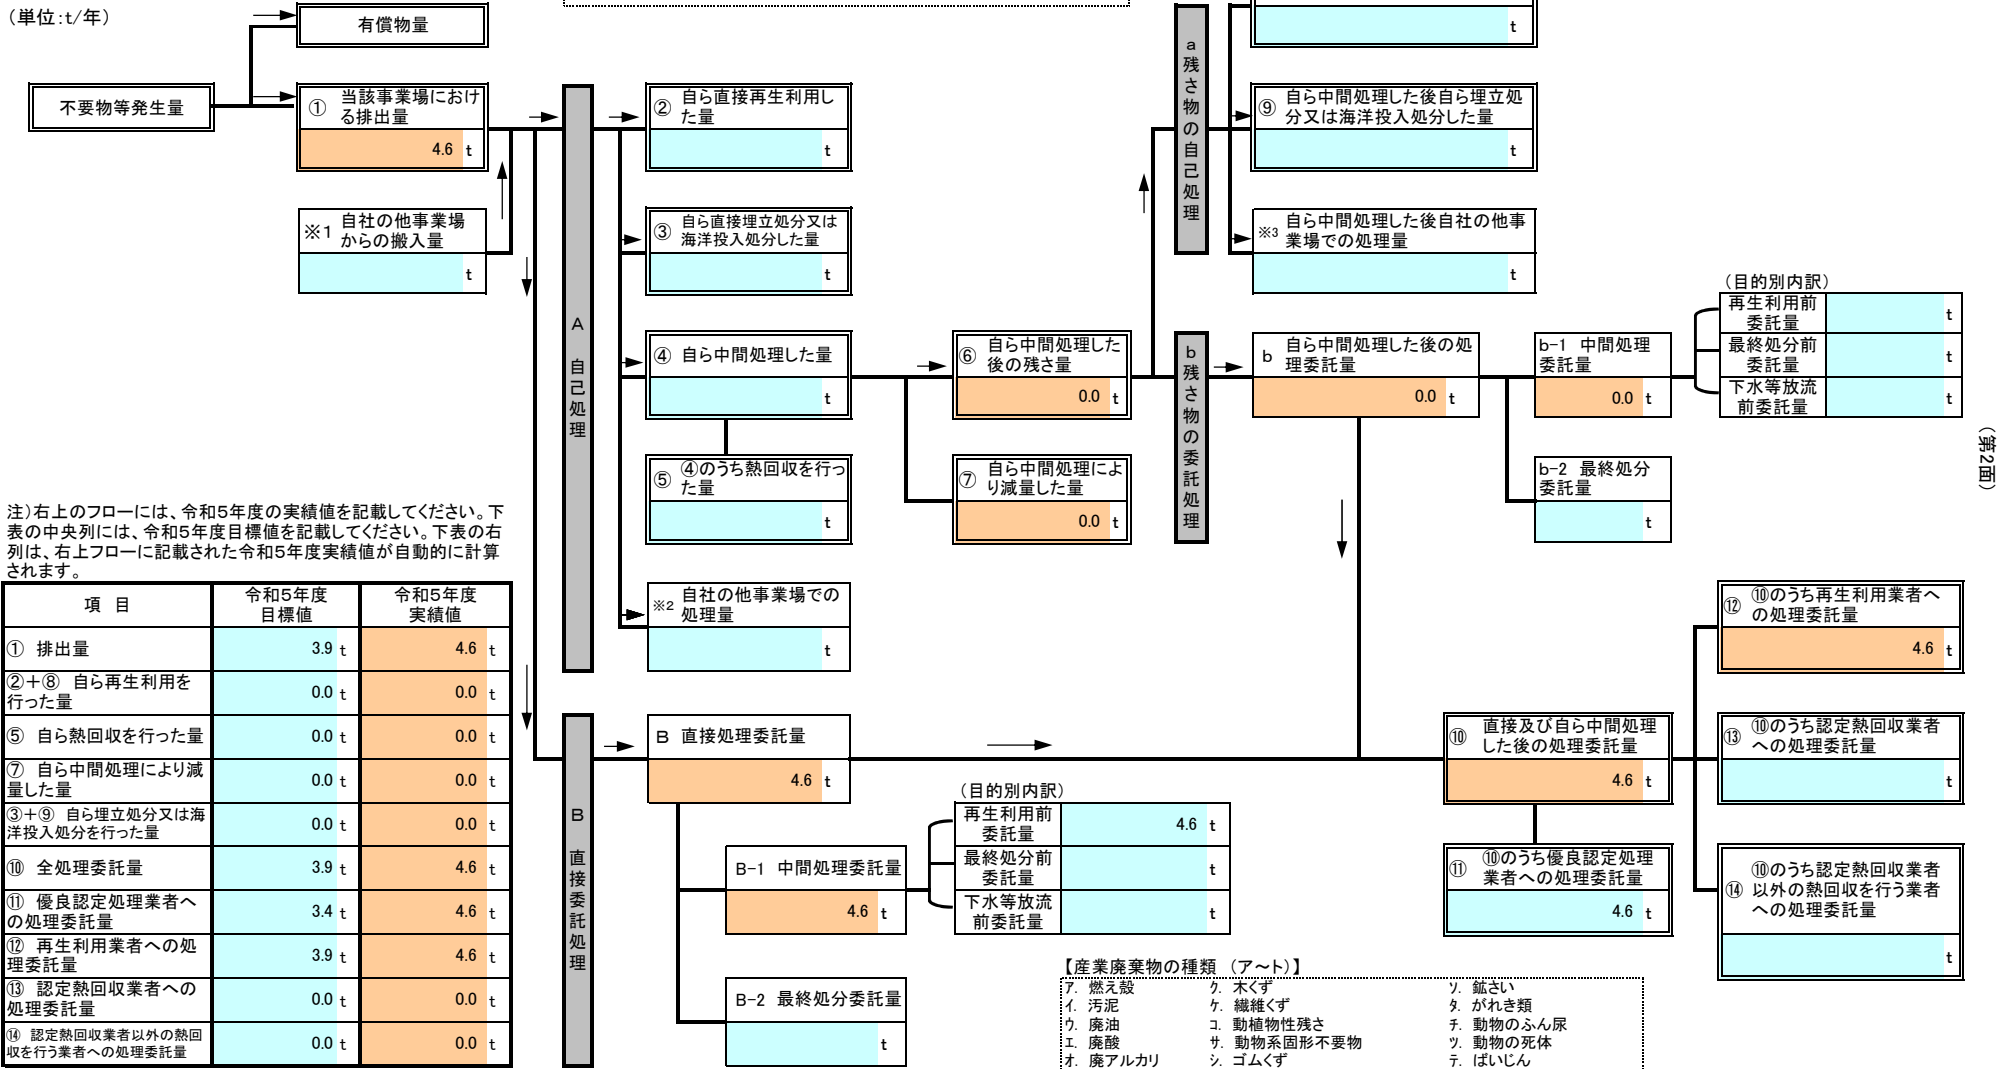 (単位:t/年)
有償物量
不要物等発生量
① 当該事業場におけ
る排出量
4.6 t
※1 自社の他事業場
からの搬入量
t
A 自己処理
② 自ら直接再生利用し
た量
t
③ 自ら直接埋立処分又は
海洋投入処分した量
t
④ 自ら中間処理した量
t
⑤ ④のうち熱回収を行っ
た量
t
※2 自社の他事業場での
処理量
t
⑥ 自ら中間処理した
後の残さ量
0.0 t
⑦ 自ら中間処理によ
り減量した量
0.0 t
a残さ物の自己処理
t
⑨ 自ら中間処理した後自ら埋立処
分又は海洋投入処分した量
t
※3 自ら中間処理した後自社の他事
業場での処理量
t
b残さ物の委託処理
b 自ら中間処理した後の処
理委託量
0.0 t
b-1 中間処理
委託量
0.0 t
b-2 最終処分
委託量
t
(目的別内訳)
再生利用前
委託量
t
最終処分前
委託量
t
下水等放流
前委託量
t
(第2面)
注)右上のフローには、令和5年度の実績値を記載してください。下
表の中央列には、令和5年度目標値を記載してください。下表の右
列は、右上フローに記載された令和5年度実績値が自動的に計算
されます。
項 目 令和5年度
目標値 令和5年度
実績値
① 排出量 3.9 t 4.6 t
②+⑧ 自ら再生利用を
行った量 0.0 t 0.0 t
⑤ 自ら熱回収を行った量 0.0 t 0.0 t
⑦ 自ら中間処理により減
量した量 0.0 t 0.0 t
③+⑨ 自ら埋立処分又は海
洋投入処分を行った量 0.0 t 0.0 t
⑩ 全処理委託量 3.9 t 4.6 t
⑪ 優良認定処理業者へ
の処理委託量 3.4 t 4.6 t
⑫ 再生利用業者への処
理委託量 3.9 t 4.6 t
⑬ 認定熱回収業者への
処理委託量 0.0 t 0.0 t
⑭ 認定熱回収業者以外の熱回
収を行う業者への処理委託量 0.0 t 0.0 t
B 直接委託処理
B 直接処理委託量
4.6 t
B-1 中間処理委託量
4.6 t
B-2 最終処分委託量
t
(目的別内訳)
再生利用前
委託量
4.6 t
最終処分前
委託量
t
下水等放流
前委託量
t
⑩ 直接及び自ら中間処理
した後の処理委託量
4.6 t
⑪ ⑩のうち優良認定処理
業者への処理委託量
4.6 t
⑫ ⑩のうち再生利用業者へ
の処理委託量
4.6 t
⑬ ⑩のうち認定熱回収業者
への処理委託量
t
⑭ ⑩のうち認定熱回収業者
以外の熱回収を行う業者
への処理委託量
t
【産業廃棄物の種類 (ア~ト)】
ア. 燃え殻 ク. 木くず ソ. 鉱さい
イ. 汚泥 ケ. 繊維くず タ. がれき類
ウ. 廃油 コ. 動植物性残さ チ. 動物のふん尿
エ. 廃酸 サ. 動物系固形不要物 ツ. 動物の死体
オ. 廃アルカリ シ. ゴムくず テ. ばいじん